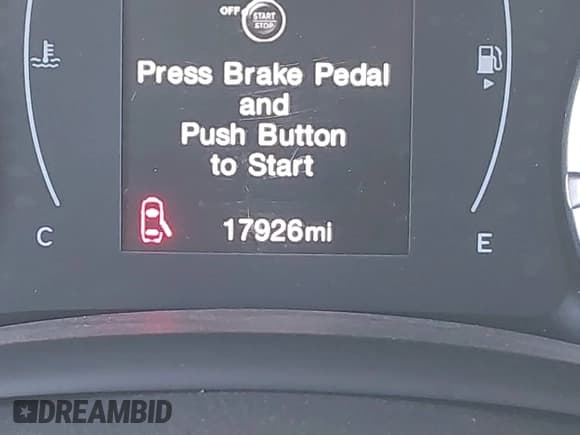 OFF
START
STOP
Press Brake Pedal
and
Push Button
to Start
17926mi
C
E
DREAMBID